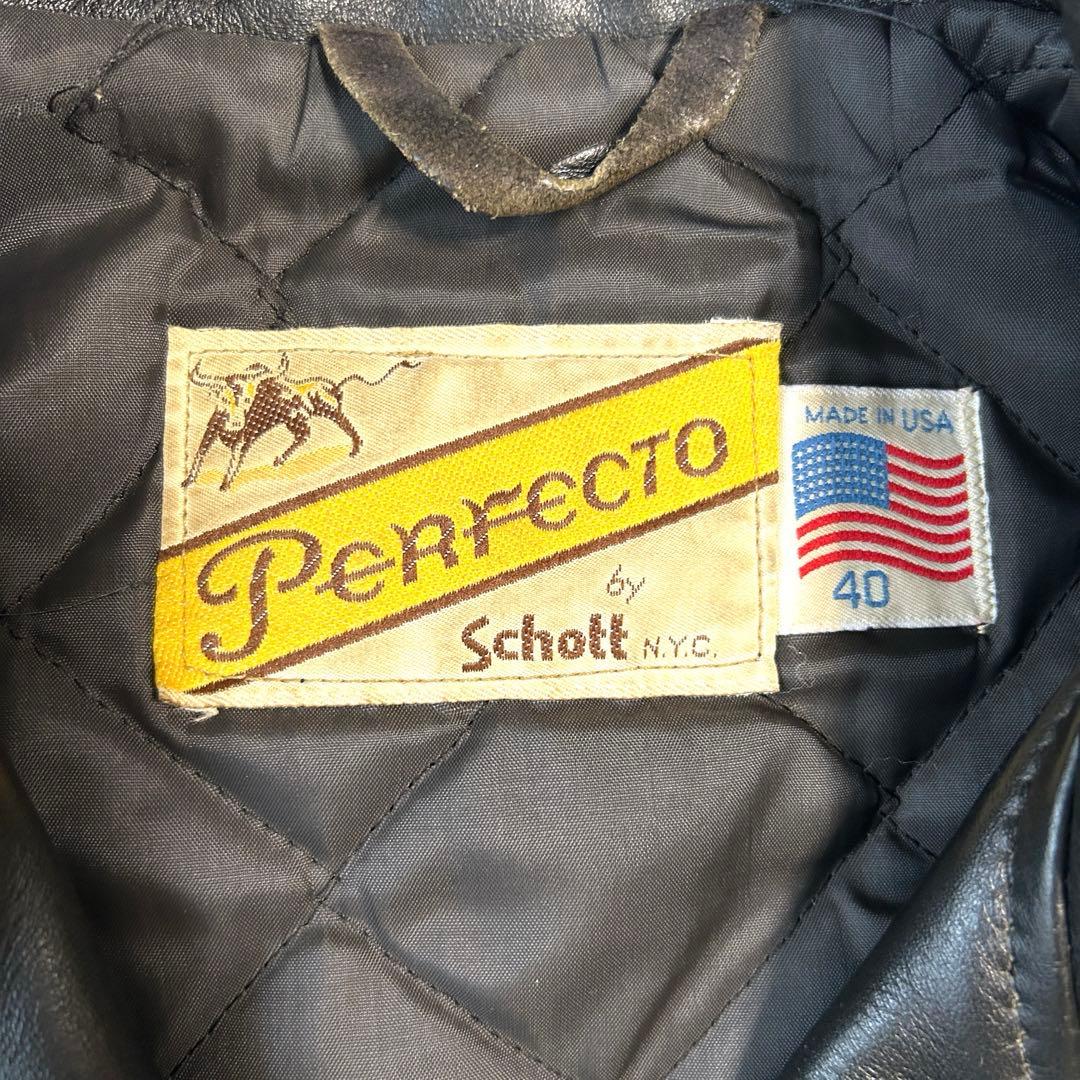 PERFECTO
by
Schott N.Y.C.
MADE IN USA
40